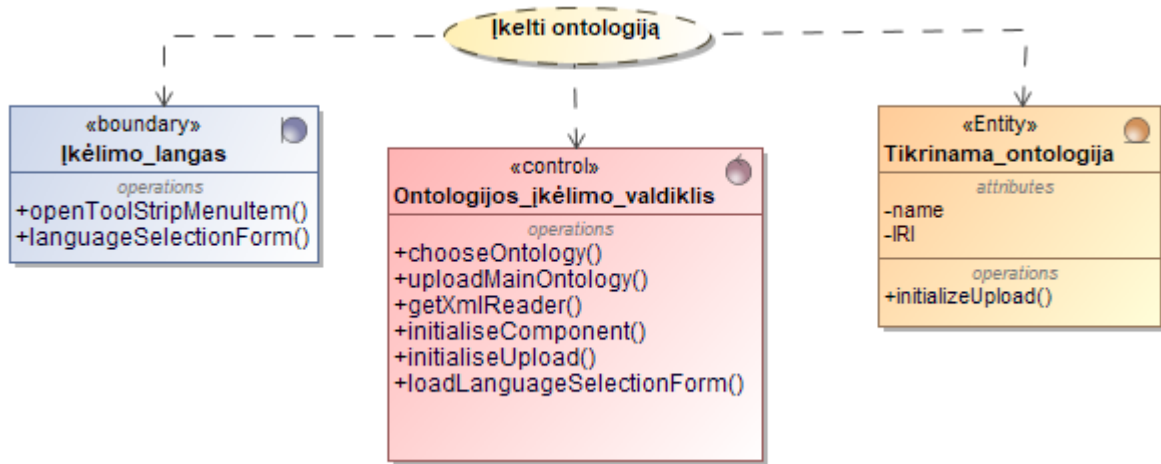 Įkelti ontologiją
«boundary»
Įkėlimo_langas
operations
+openToolStripMenuItem()
+languageSelectionForm()
«control»
Ontologijos_įkėlimo_valdiklis
operations
+chooseOntology()
+uploadMainOntology()
+getXmlReader()
+initialiseComponent()
+initialiseUpload()
+loadLanguageSelectionForm()
«Entity»
Tikrinama_ontologija
attributes
-name
-IRI
operations
+initializeUpload()